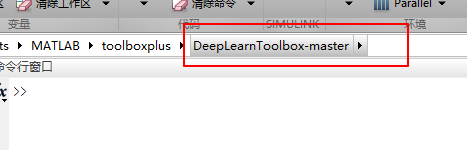 清除工作区 清除命令 Parallel
变量 代码 SIMULINK 环境
ts ▸ MATLAB ▸ toolboxplus ▸ DeepLearnToolbox-master ▸
命令行窗口
fx >>